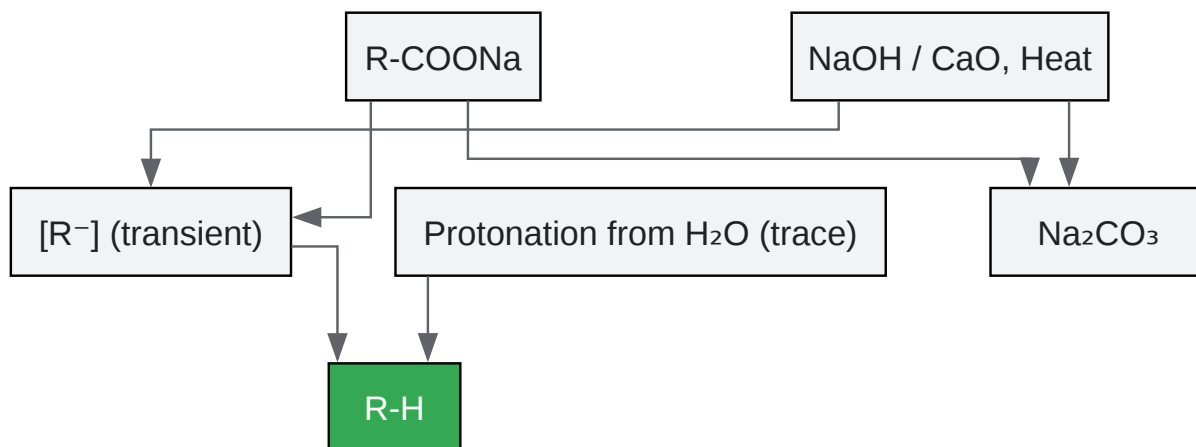 R-COONa
NaOH / CaO, Heat
[R⁻] (transient)
Protonation from H₂O (trace)
Na₂CO₃
R-H